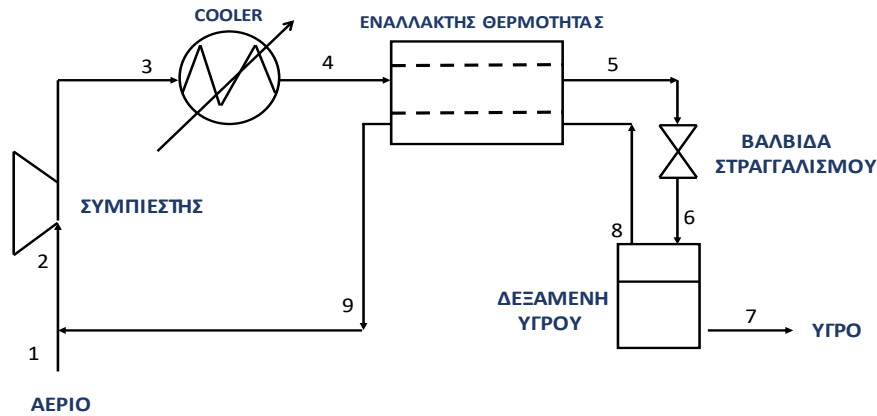 COOLER
ΕΝΑΛΛΑΚΤΗΣ ΘΕΡΜΟΤΗΤΑΣ
3
4
5
ΒΑΛΒΙΔΑ
ΣΤΡΑΓΓΑΛΙΣΜΟΥ
ΣΥΜΠΙΕΣΤΗΣ
6
8
2
ΔΕΞΑΜΕΝΗ
ΥΓΡΟΥ
9
7
ΥΓΡΟ
1
ΑΕΡΙΟ